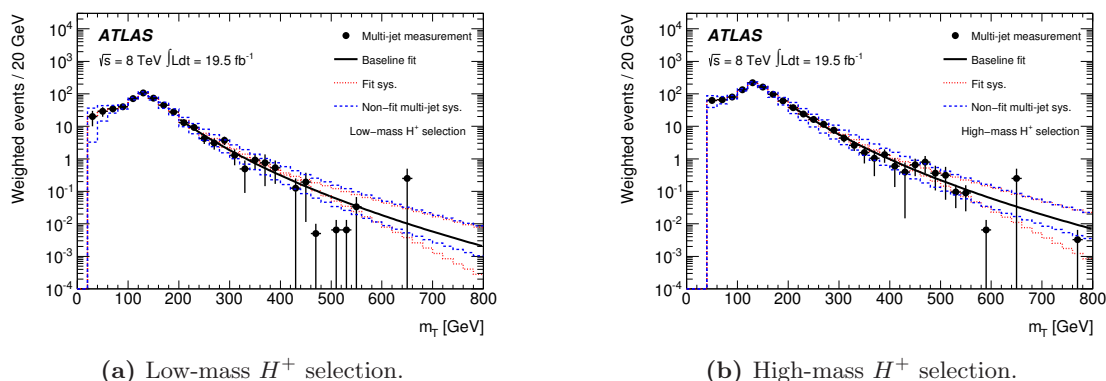 Weighted events / 20 GeV
10⁴
10³
10²
10
1
10⁻¹
10⁻²
10⁻³
10⁻⁴
ATLAS
√s = 8 TeV ∫Ldt = 19.5 fb⁻¹
Multi-jet measurement
Baseline fit
Fit sys.
Non-fit multi-jet sys.
Low-mass H⁺ selection
0 100 200 300 400 500 600 700 800
m_T [GeV]
(a) Low-mass H⁺ selection.
Weighted events / 20 GeV
10⁴
10³
10²
10
1
10⁻¹
10⁻²
10⁻³
10⁻⁴
ATLAS
√s = 8 TeV ∫Ldt = 19.5 fb⁻¹
Multi-jet measurement
Baseline fit
Fit sys.
Non-fit multi-jet sys.
High-mass H⁺ selection
0 100 200 300 400 500 600 700 800
m_T [GeV]
(b) High-mass H⁺ selection.